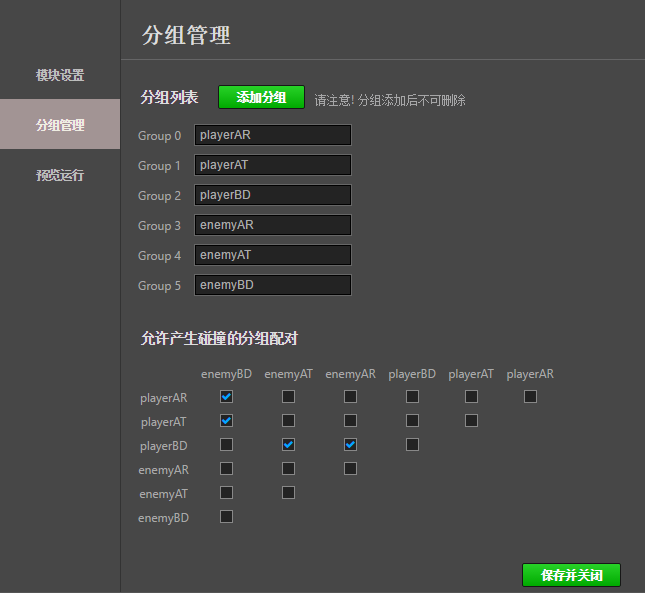 分组管理
模块设置
分组管理
预览运行
分组列表 添加分组 请注意! 分组添加后不可删除
Group 0 playerAR
Group 1 playerAT
Group 2 playerBD
Group 3 enemyAR
Group 4 enemyAT
Group 5 enemyBD
允许产生碰撞的分组配对
enemyBD enemyAT enemyAR playerBD playerAT playerAR
playerAR
playerAT
playerBD
enemyAR
enemyAT
enemyBD
保存并关闭